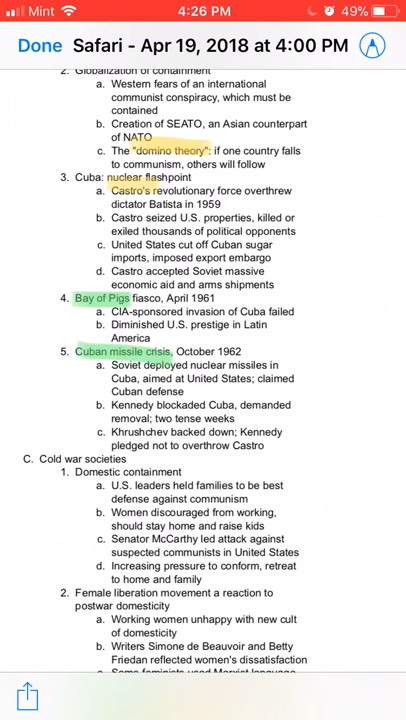 Mint 4:26 PM 49%
Done Safari - Apr 19, 2018 at 4:00 PM
2. Globalization of containment
a. Western fears of an international
communist conspiracy, which must be
contained
b. Creation of SEATO, an Asian counterpart
of NATO
c. The "domino theory": if one country falls
to communism, others will follow
3. Cuba: nuclear flashpoint
a. Castro's revolutionary force overthrew
dictator Batista in 1959
b. Castro seized U.S. properties, killed or
exiled thousands of political opponents
c. United States cut off Cuban sugar
imports, imposed export embargo
d. Castro accepted Soviet massive
economic aid and arms shipments
4. Bay of Pigs fiasco, April 1961
a. CIA-sponsored invasion of Cuba failed
b. Diminished U.S. prestige in Latin
America
5. Cuban missile crisis, October 1962
a. Soviet deployed nuclear missiles in
Cuba, aimed at United States; claimed
Cuban defense
b. Kennedy blockaded Cuba, demanded
removal; two tense weeks
c. Khrushchev backed down; Kennedy
pledged not to overthrow Castro
C. Cold war societies
1. Domestic containment
a. U.S. leaders held families to be best
defense against communism
b. Women discouraged from working,
should stay home and raise kids
c. Senator McCarthy led attack against
suspected communists in United States
d. Increasing pressure to conform, retreat
to home and family
2. Female liberation movement a reaction to
postwar domesticity
a. Working women unhappy with new cult
of domesticity
b. Writers Simone de Beauvoir and Betty
Friedan reflected women's dissatisfaction
c. Some feminists used Marxist language